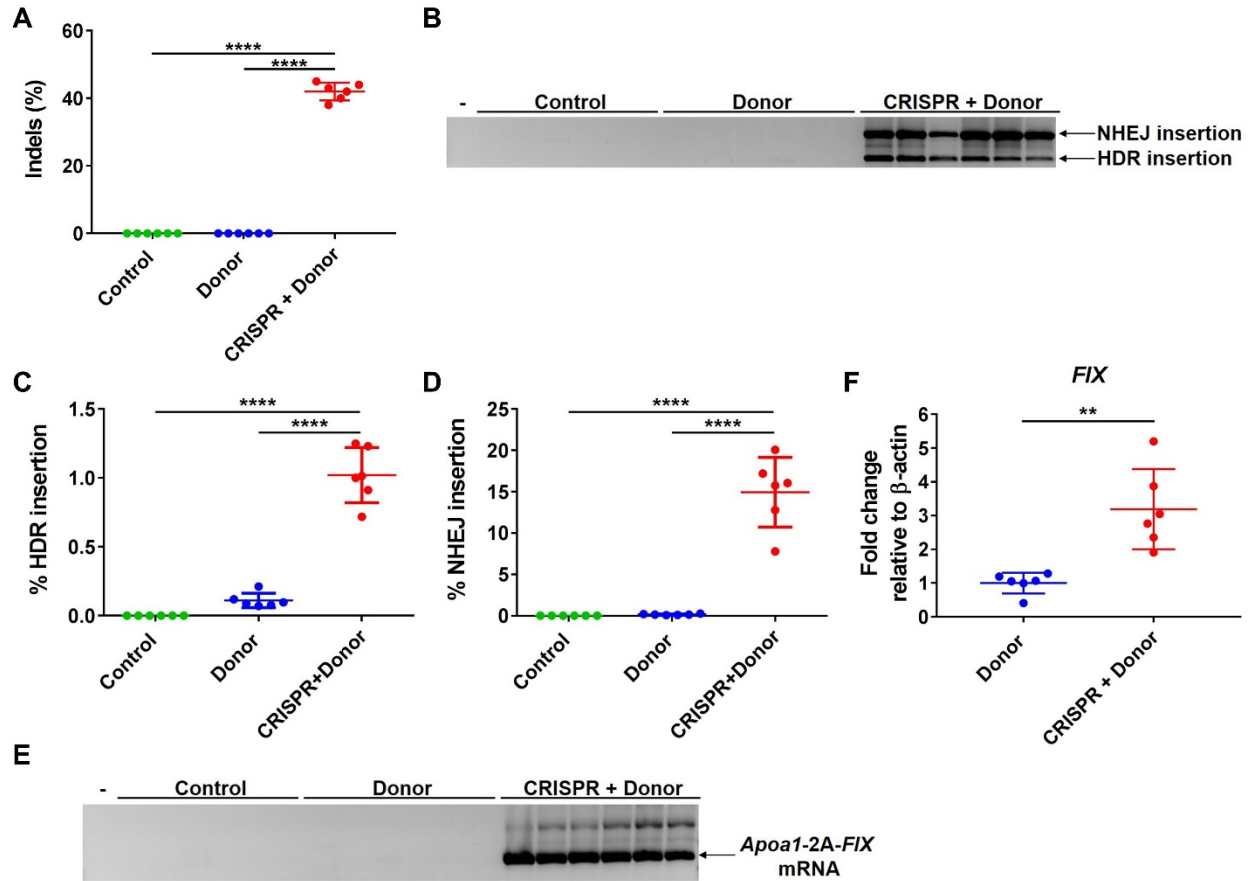 A
60
40
20
0
Indels (%)
****
****
Control
Donor
CRISPR + Donor
B
- Control Donor CRISPR + Donor
NHEJ insertion
HDR insertion
C
1.5
1.0
0.5
0.0
% HDR insertion
****
****
Control
Donor
CRISPR+Donor
D
25
20
15
10
5
0
% NHEJ insertion
****
****
Control
Donor
CRISPR+Donor
F
FIX
6
5
4
3
2
1
0
Fold change
relative to β-actin
**
Donor
CRISPR + Donor
E
- Control Donor CRISPR + Donor
Apoa1-2A-FIX
mRNA